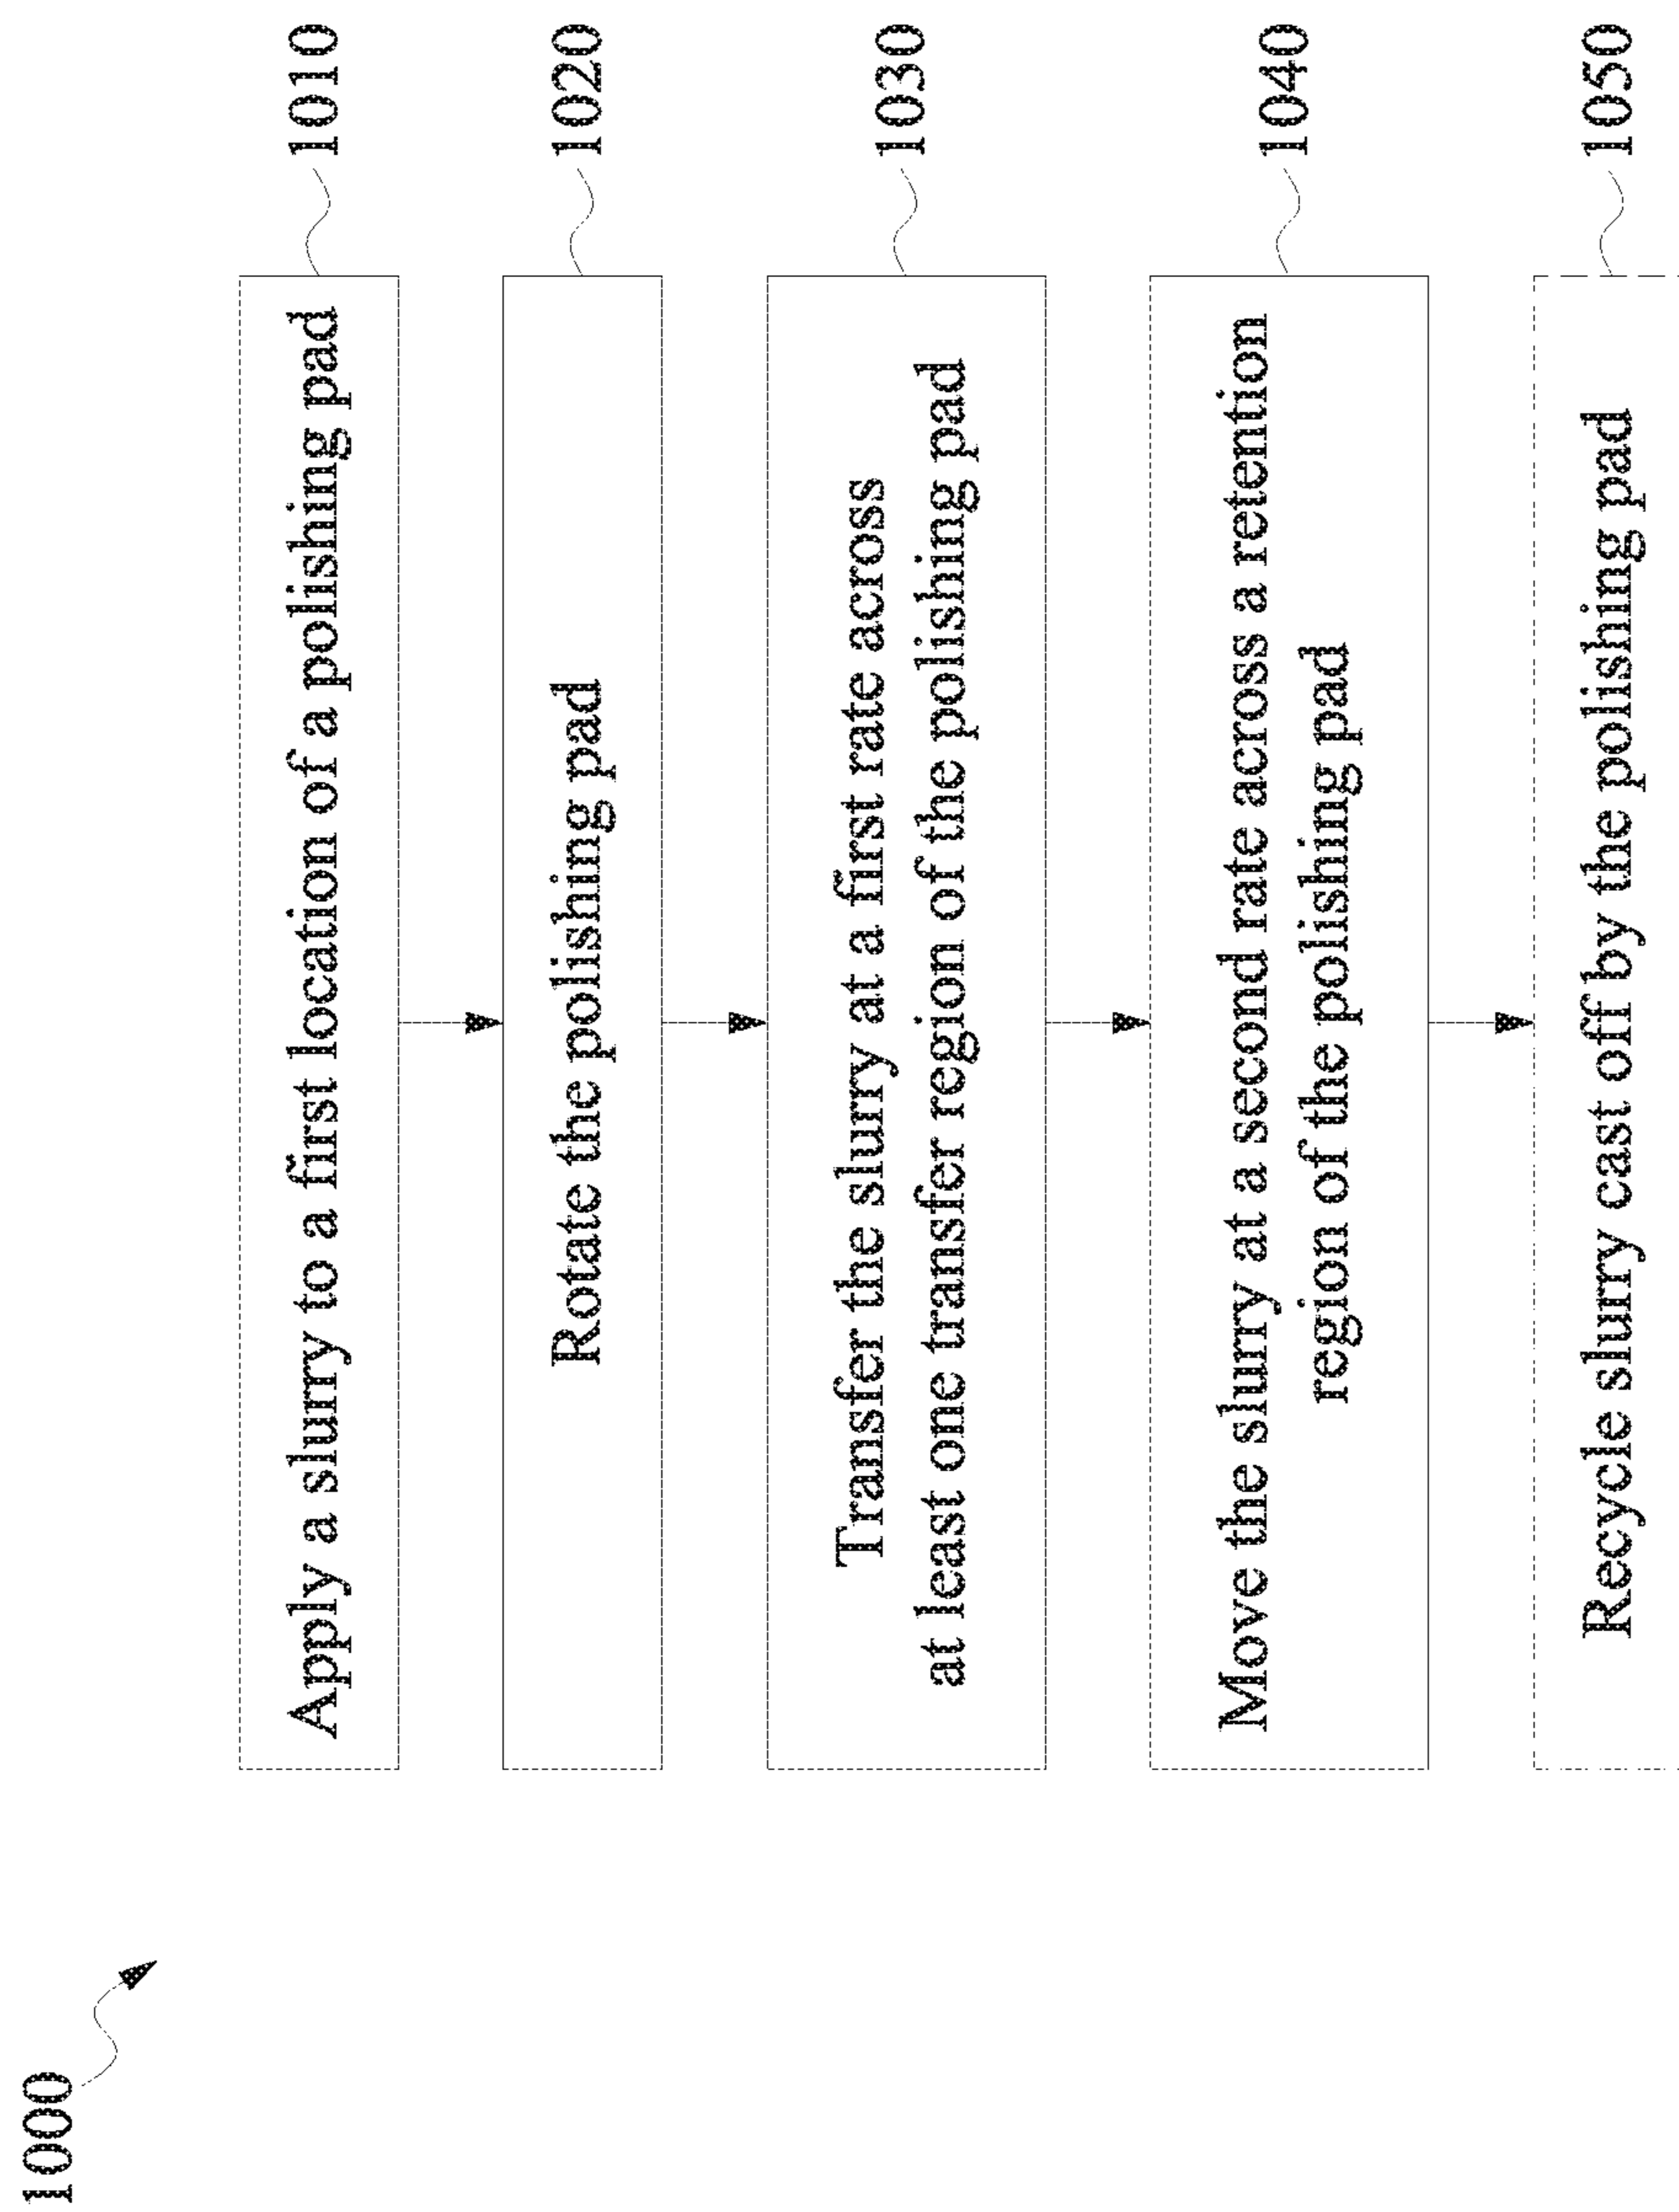 1000
Apply a slurry to a first location of a polishing pad
1010
Rotate the polishing pad
1020
Transfer the slurry at a first rate across
at least one transfer region of the polishing pad
1030
Move the slurry at a second rate across a retention
region of the polishing pad
1040
Recycle slurry cast off by the polishing pad
1050